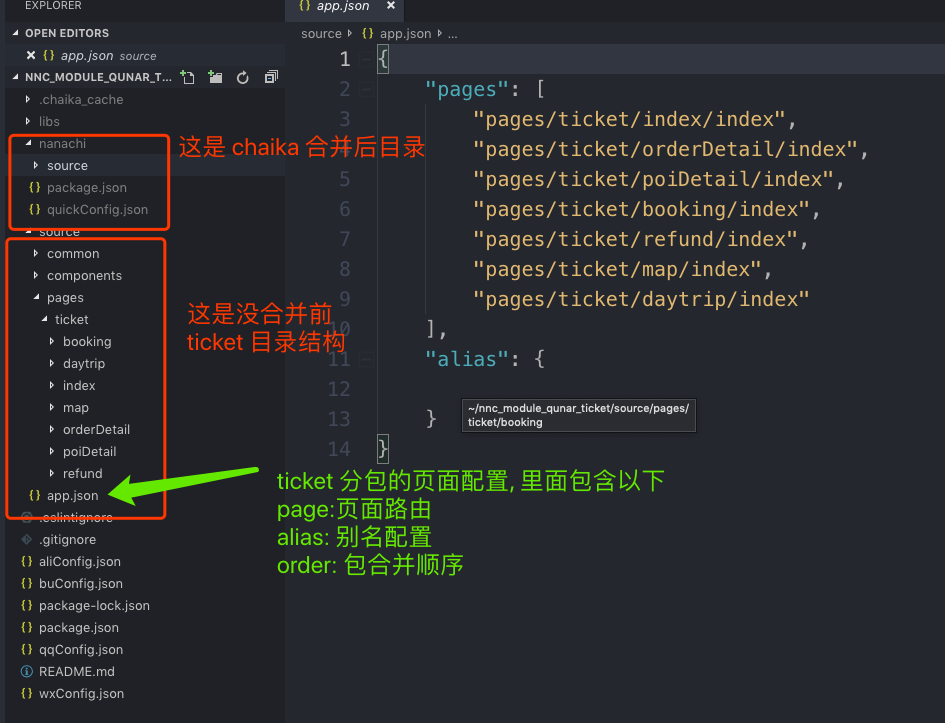 EXPLORER
OPEN EDITORS
{} app.json source
NNC_MODULE_QUNAR_T...
.chaika_cache
libs
nanachi
source
{} package.json
{} quickConfig.json
source
common
components
pages
ticket
booking
daytrip
index
map
orderDetail
poiDetail
refund
{} app.json
.eslintignore
.gitignore
{} aliConfig.json
{} buConfig.json
{} package-lock.json
{} package.json
{} qqConfig.json
README.md
{} wxConfig.json
这是 chaika 合并后目录
这是没合并前
ticket 目录结构
{} app.json
source {} app.json ...
1 {
2 "pages": [
3 "pages/ticket/index/index",
4 "pages/ticket/orderDetail/index",
5 "pages/ticket/poiDetail/index",
6 "pages/ticket/booking/index",
7 "pages/ticket/refund/index",
8 "pages/ticket/map/index",
9 "pages/ticket/daytrip/index"
10 ],
11 "alias": {
12
13 }
14 }
~/nnc_module_qunar_ticket/source/pages/
ticket/booking
ticket 分包的页面配置, 里面包含以下
page:页面路由
alias: 别名配置
order: 包合并顺序